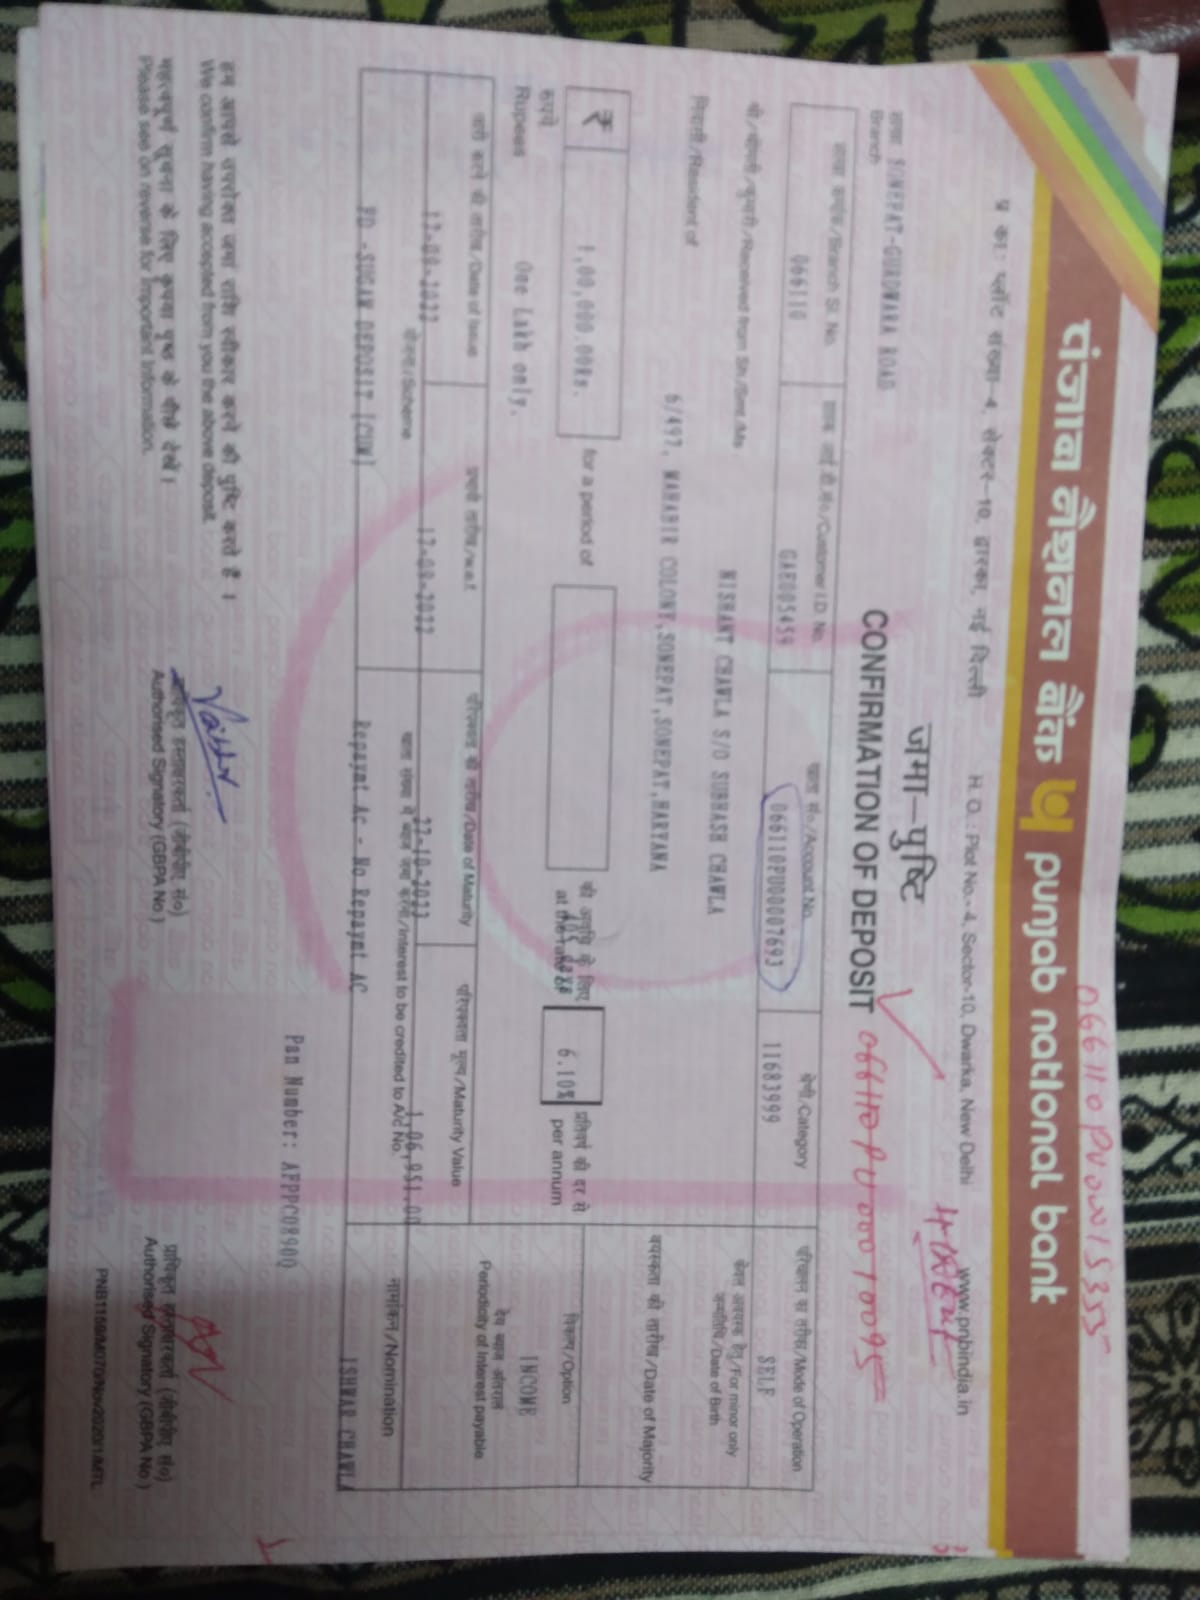 066110PU00015355
पंजाब नैशनल बैंक punjab national bank
प्र का: प्लॉट संख्या-4, सेक्टर-10, द्वारका, नई दिल्ली H. O. : Plot No.- 4, Sector-10, Dwarka, New Delhi www.pnbindia.in
जमा-पुष्टि
शाखा SONEPAT-GURDWARA ROAD
Branch
CONFIRMATION OF DEPOSIT 066110PU00010095
शाखा क्रमांक/Branch Sl. No. ग्राहक आई.डी.सं०/Customer I.D. No. खाता सं०/Account No. श्रेणी/Category परिचालन का तरीका/Mode of Operation
066110 GAE005459 066110PU00007693 11683999 SELF
श्री/श्रीमती/कुमारी/Received from Sh./Smt./Ms NISHANT CHAWLA S/O SUBHASH CHAWLA
केवल अवयस्क हेतु/For minor only
जन्मतिथि/Date of Birth
निवासी/Resident of
6/497, MAHABIR COLONY,SONEPAT,SONEPAT,HARYANA
वयस्कता की तारीख/Date of Majority
₹ 1,00,000.00Rs. for a period of की अवधि के लिए 6.10% प्रतिवर्ष की दर से
at the rate of per annum
विकल्प/Option
रूपये
Rupees One Lakh only.
INCOME
देय ब्याज अंतराल
Periodicity of Interest payable
जारी करने की तारीख/Date of Issue प्रभावी तारीख/w.e.f. परिपक्वता की तारीख/Date of Maturity परिपक्वता मूल्य/Maturity Value
17-09-2022 17-09-2022 27-10-2023 1,06,951.00
योजना/Scheme खाता संख्या में ब्याज जमा करना/Interest to be credited to A/c No. नामांकन/Nomination
FD -SUGAM DEPOSIT [CUM] Repaymt Ac - No Repaymt AC ISHWAR CHAWLA
Pan Number: AFPPC0890Q
हम आपसे उपरोक्त जमा राशि स्वीकार करने की पुष्टि करते हैं ।
We confirm having accepted from you the above deposit.
Vaibhav
महत्वपूर्ण सूचना के लिए कृपया पृष्ठ के पीछे देखें।
Please see on reverse for Important Information.
प्राधिकृत हस्ताक्षरकर्ता (जीबीपीए सं०)
Authorised Signatory (GBPA No.)
प्राधिकृत हस्ताक्षरकर्ता (जीबीपीए सं०)
Authorised Signatory (GBPA No.)
PNB1159/M070/Nov2020/1/MTL